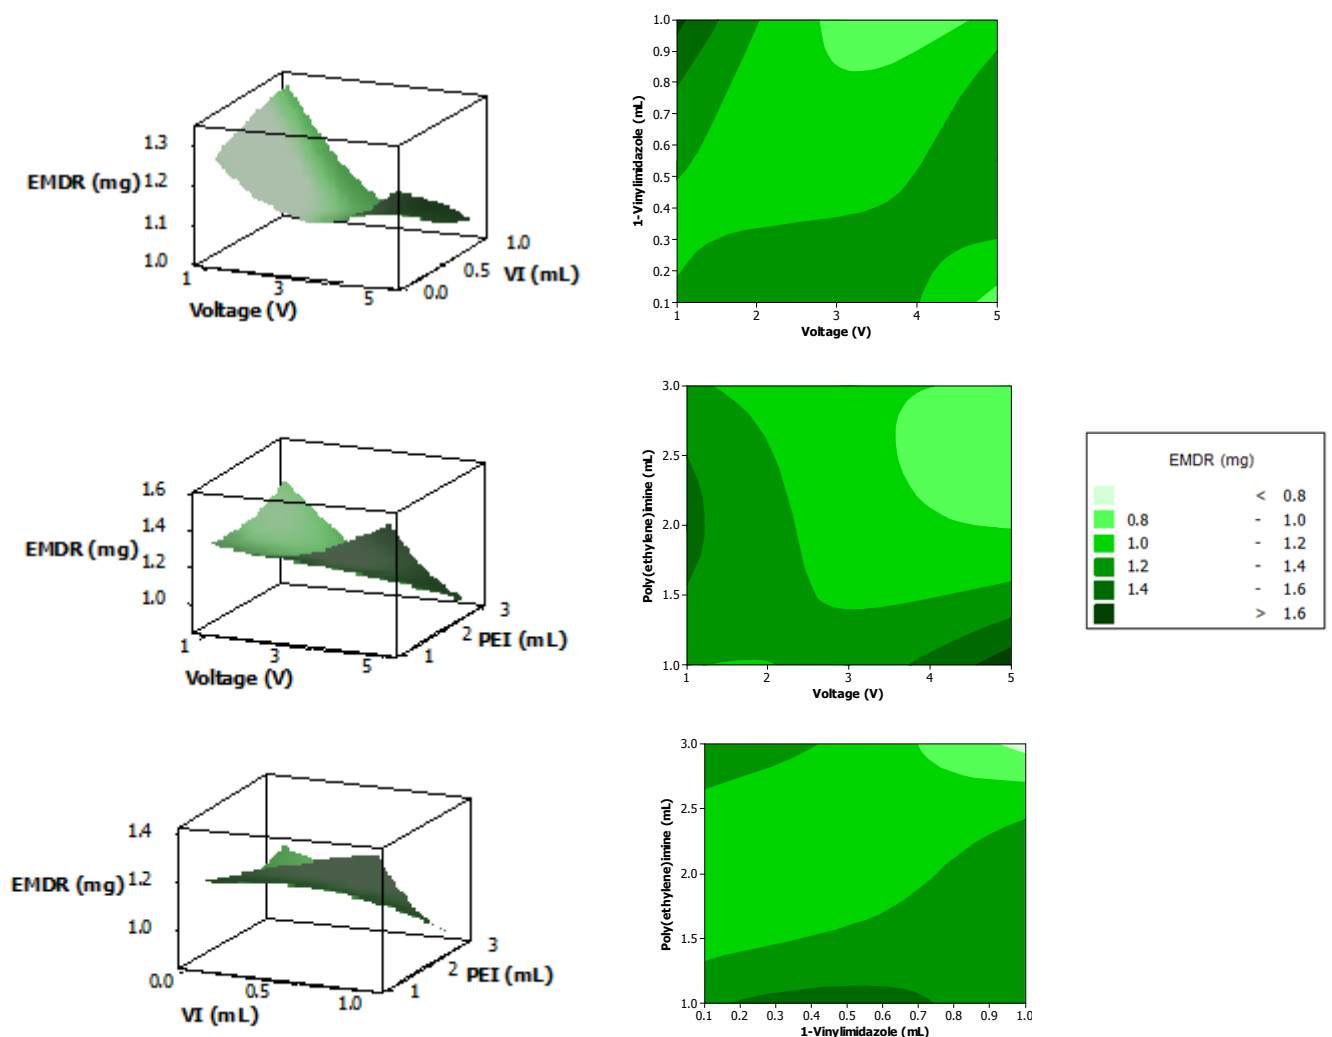 1.3
EMDR (mg) 1.2
1.1
1.0
1 3 5
Voltage (V)
0.0 0.5 1.0
VI (mL)
1-Vinylimidazole (mL)
1.0
0.9
0.8
0.7
0.6
0.5
0.4
0.3
0.2
0.1
1 2 3 4 5
Voltage (V)
1.6
1.4
EMDR (mg) 1.2
1.0
1 3 5
Voltage (V)
1 2 3
PEI (mL)
Poly(ethylene)imine (mL)
3.0
2.5
2.0
1.5
1.0
1 2 3 4 5
Voltage (V)
EMDR (mg)
< 0.8
0.8 - 1.0
1.0 - 1.2
1.2 - 1.4
1.4 - 1.6
> 1.6
1.4
EMDR (mg) 1.2
1.0
0.0 0.5 1.0
VI (mL)
1 2 3
PEI (mL)
Poly(ethylene)imine (mL)
3.0
2.5
2.0
1.5
1.0
0.1 0.2 0.3 0.4 0.5 0.6 0.7 0.8 0.9 1.0
1-Vinylimidazole (mL)